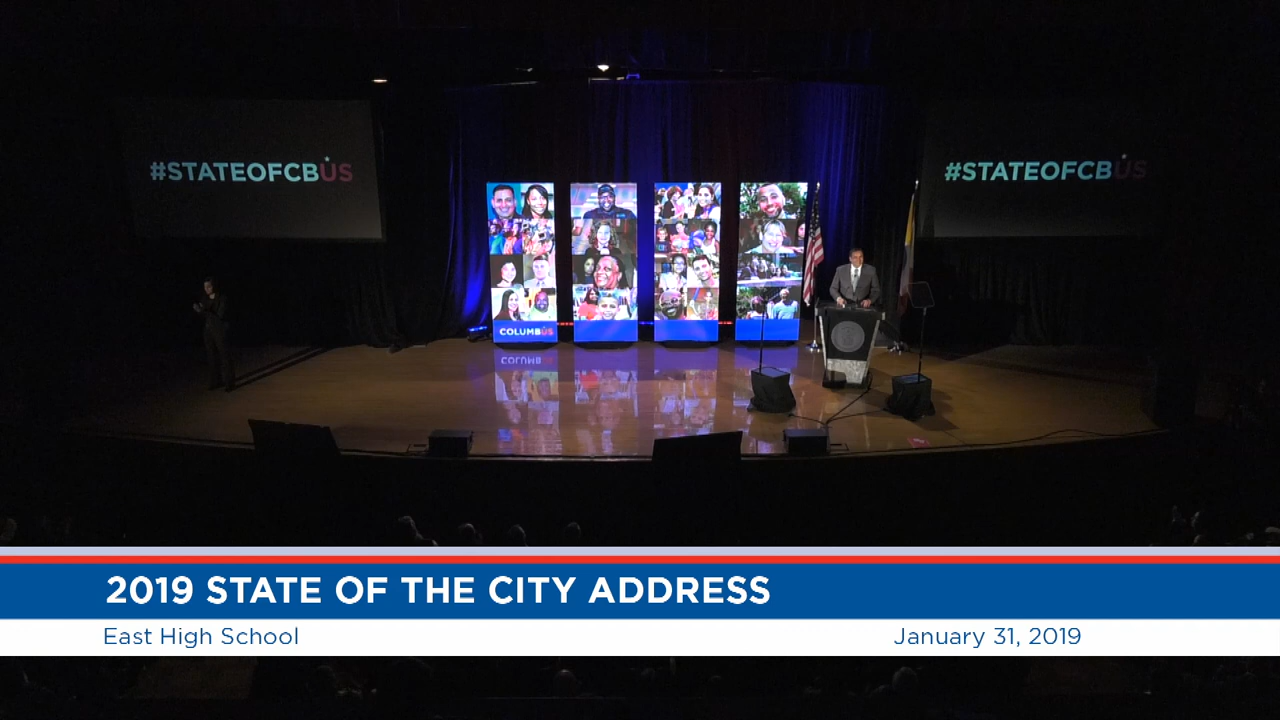 #STATEOFCBUS
#STATEOFCBUS
COLUMBUS
2019 STATE OF THE CITY ADDRESS
East High School
January 31, 2019